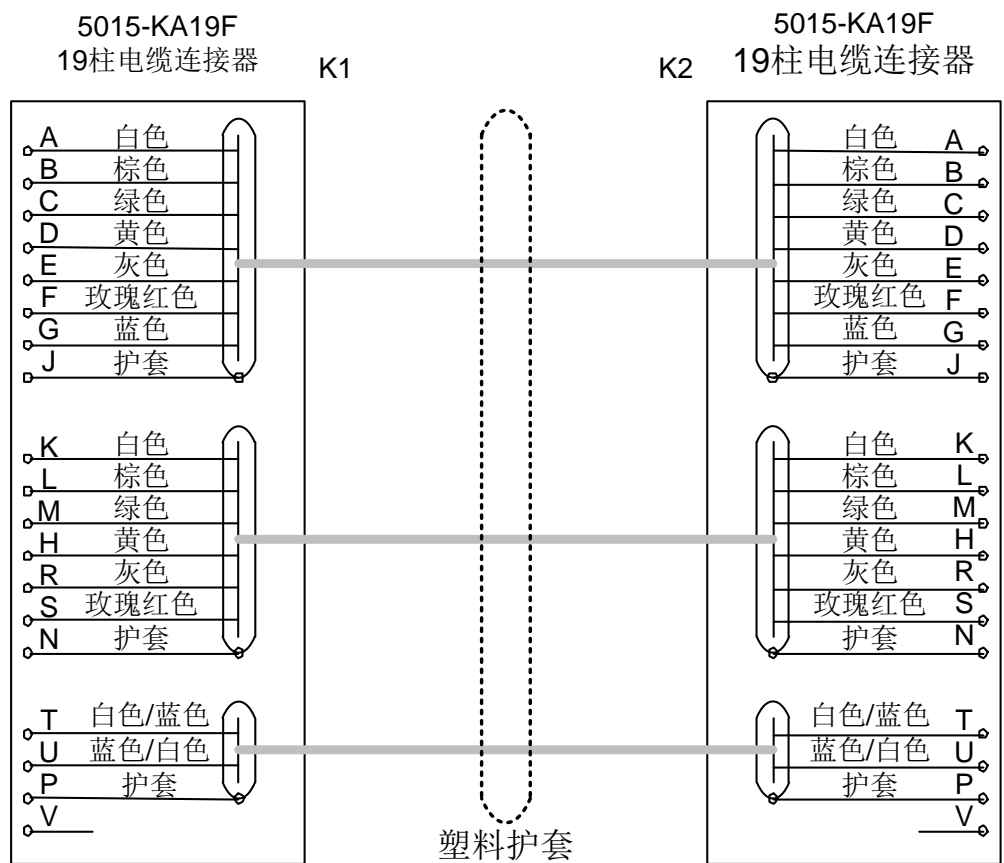 5015-KA19F
19柱电缆连接器
K1
K2
5015-KA19F
19柱电缆连接器
A 白色
B 棕色
C 绿色
D 黄色
E 灰色
F 玫瑰红色
G 蓝色
J 护套
K 白色
L 棕色
M 绿色
H 黄色
R 灰色
S 玫瑰红色
N 护套
T 白色/蓝色
U 蓝色/白色
P 护套
V
白色 A
棕色 B
绿色 C
黄色 D
灰色 E
玫瑰红色 F
蓝色 G
护套 J
白色 K
棕色 L
绿色 M
黄色 H
灰色 R
玫瑰红色 S
护套 N
白色/蓝色 T
蓝色/白色 U
护套 P
V
塑料护套